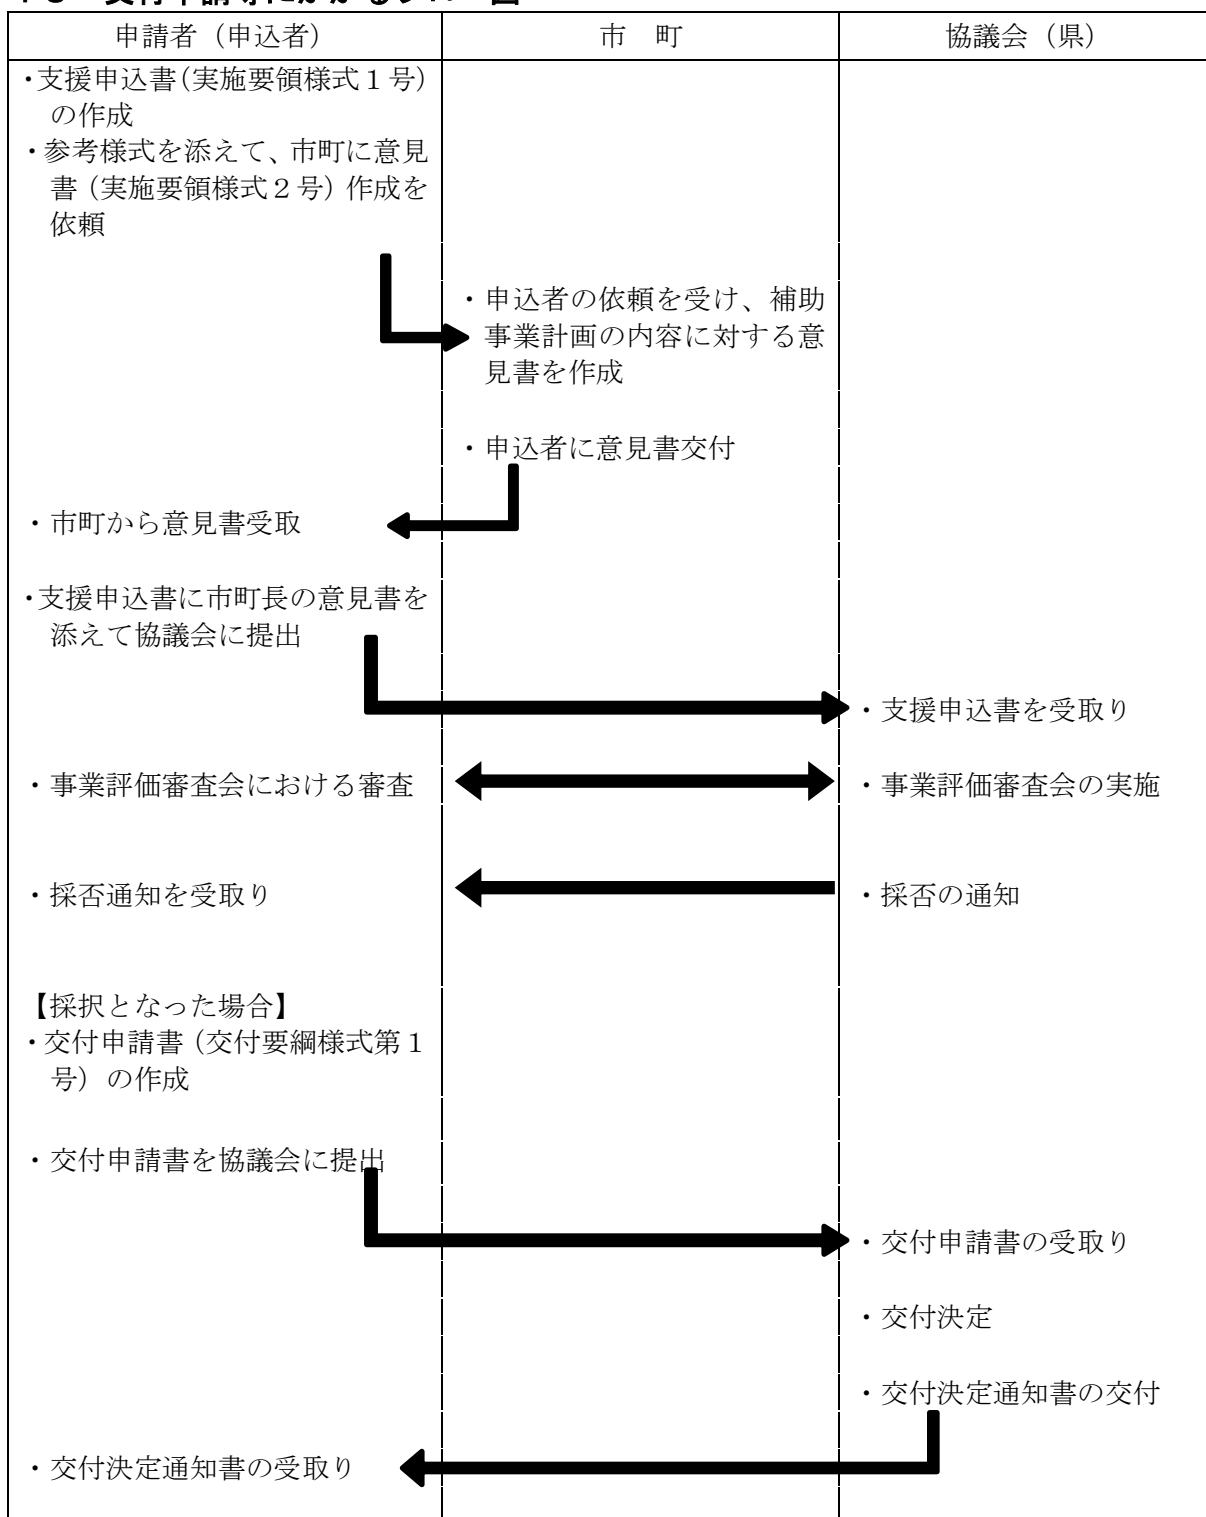 申請者（申込者）
市　町
協議会（県）
・支援申込書（実施要領様式１号）
の作成
・参考様式を添えて、市町に意見
書（実施要領様式２号）作成を
依頼
・申込者の依頼を受け、補助
事業計画の内容に対する意
見書を作成
・申込者に意見書交付
・市町から意見書受取
・支援申込書に市町長の意見書を
添えて協議会に提出
・支援申込書を受取り
・事業評価審査会における審査
・事業評価審査会の実施
・採否通知を受取り
・採否の通知
【採択となった場合】
・交付申請書（交付要綱様式第１
号）の作成
・交付申請書を協議会に提出
・交付申請書の受取り
・交付決定
・交付決定通知書の交付
・交付決定通知書の受取り